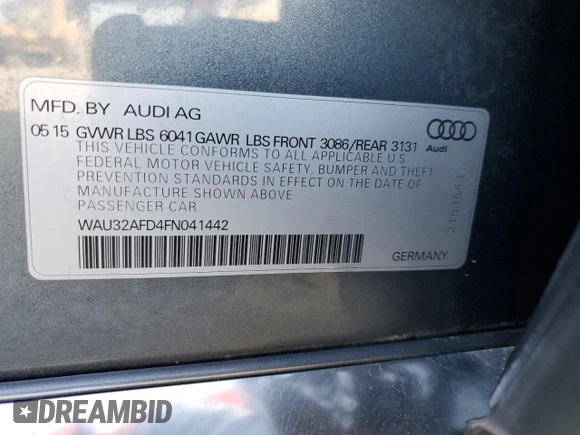 MFD. BY AUDI AG
05 15 GVWR LBS 6041 GAWR LBS FRONT 3086/REAR 3131
THIS VEHICLE CONFORMS TO ALL APPLICABLE U S
FEDERAL MOTOR VEHICLE SAFETY, BUMPER AND THEFT
PREVENTION STANDARDS IN EFFECT ON THE DATE OF
MANUFACTURE SHOWN ABOVE
PASSENGER CAR
WAU32AFD4FN041442
Audi
2153543
GERMANY
DREAMBID